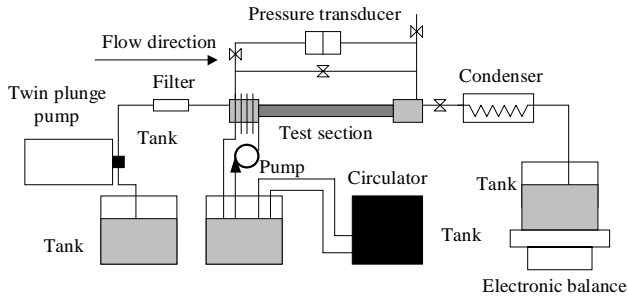 Pressure transducer
Flow direction
Filter
Condenser
Twin plunge
pump
Tank
Test section
Pump
Circulator
Tank
Tank
Tank
Electronic balance